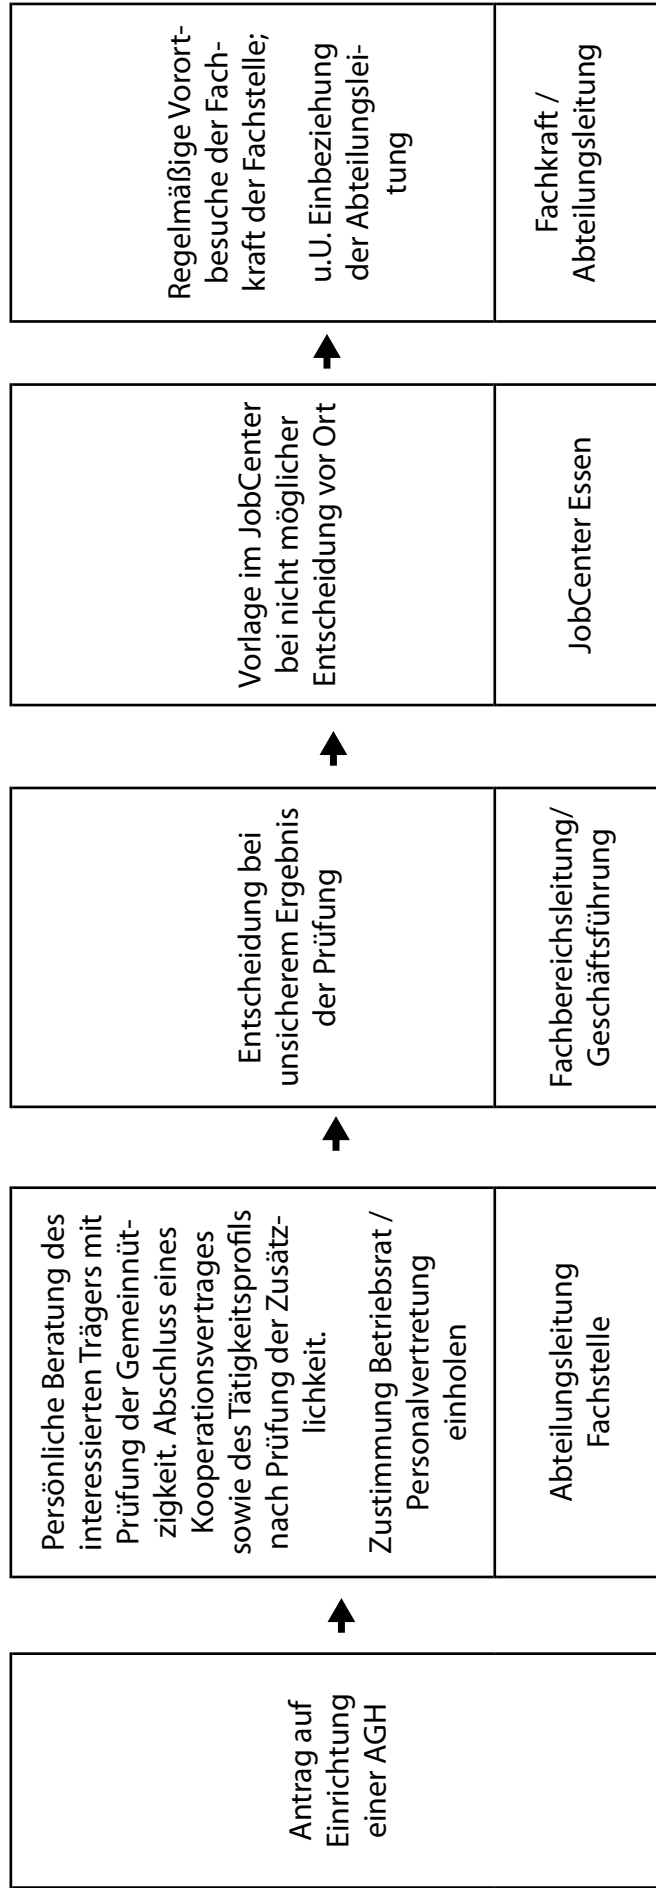 Antrag auf
Einrichtung
einer AGH
Persönliche Beratung des
interessierten Trägers mit
Prüfung der Gemeinnüt-
zigkeit. Abschluss eines
Kooperationsvertrages
sowie des Tätigkeitsprofils
nach Prüfung der Zusätz-
lichkeit.
Zustimmung Betriebsrat /
Personalvertretung
einholen
Abteilungsleitung
Fachstelle
Entscheidung bei
unsicherem Ergebnis
der Prüfung
Fachbereichsleitung/
Geschäftsführung
Vorlage im JobCenter
bei nicht möglicher
Entscheidung vor Ort
JobCenter Essen
Regelmäßige Vorort-
besuche der Fach-
kraft der Fachstelle;
u.U. Einbeziehung
der Abteilungslei-
tung
Fachkraft /
Abteilungsleitung